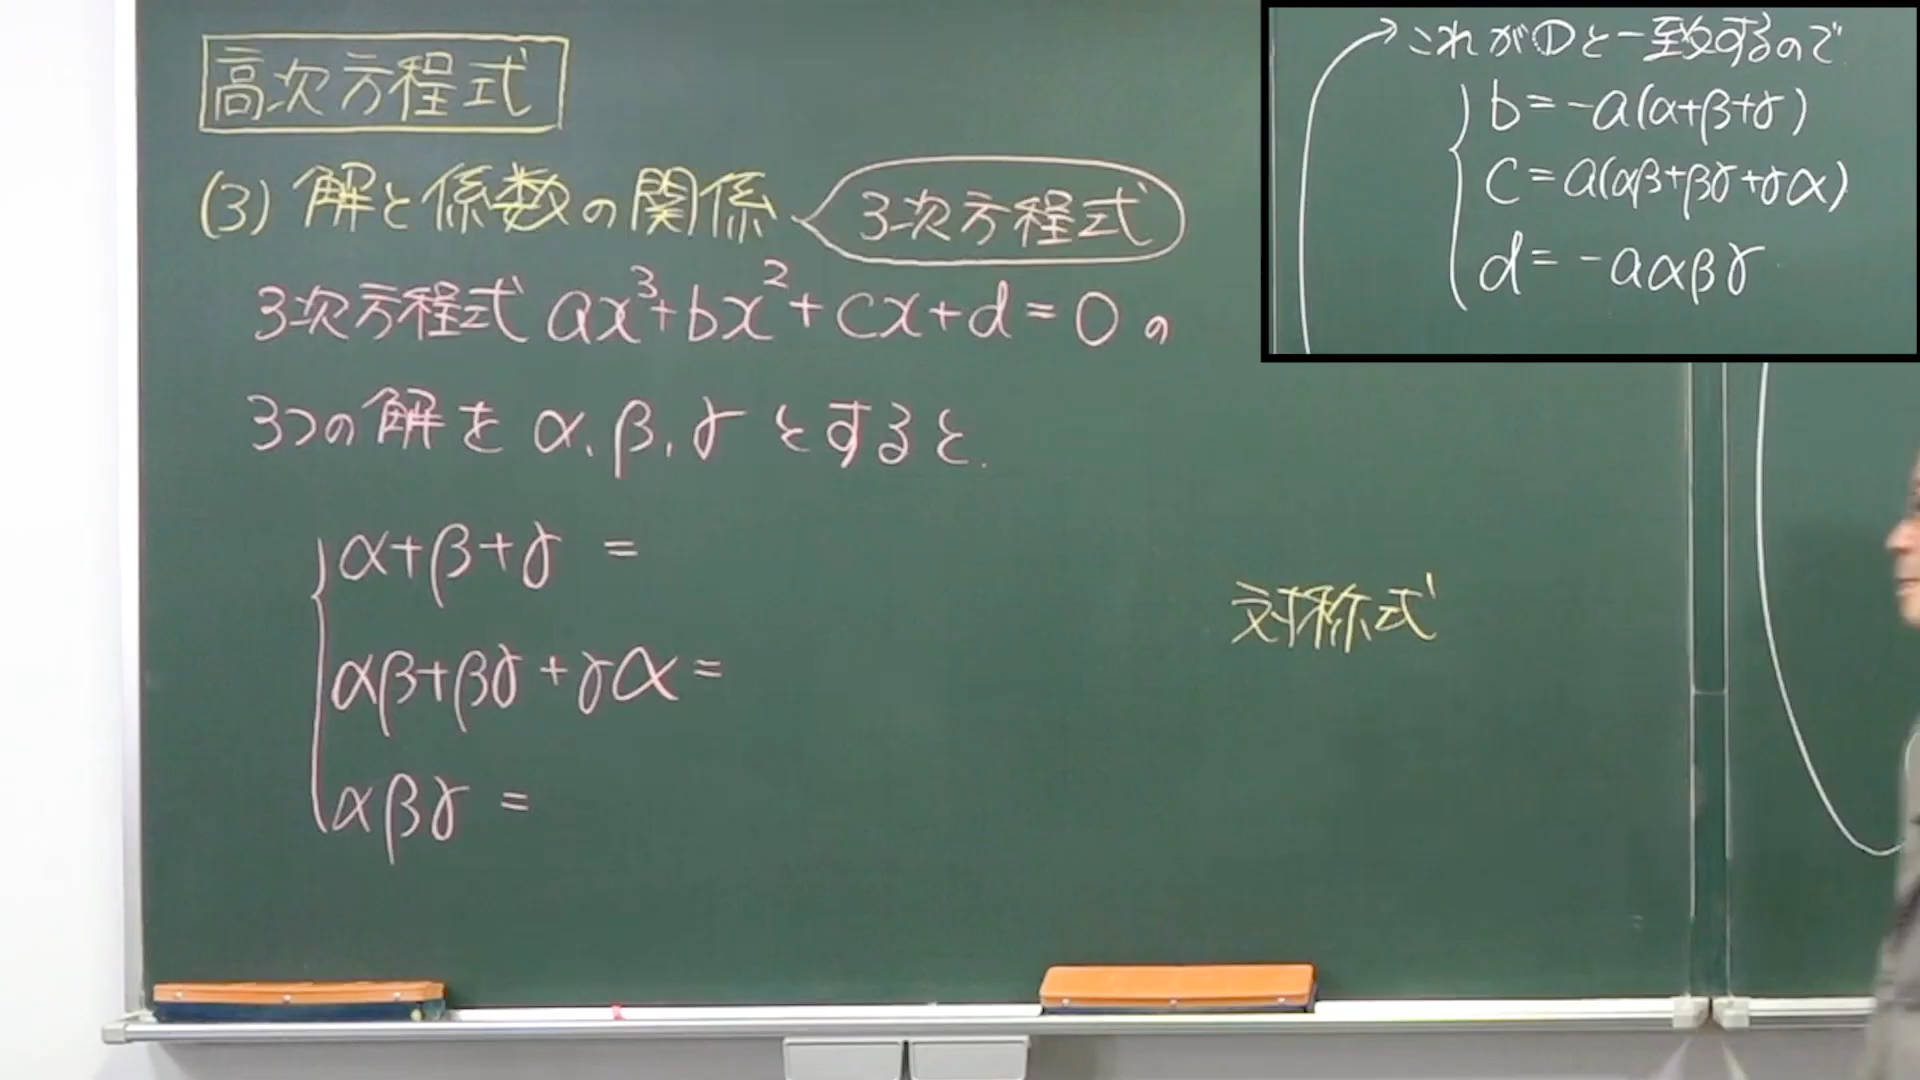 高次方程式
(3) 解と係数の関係
3次方程式
3次方程式 ax³+bx²+cx+d=0 の
3つの解を α, β, γ とすると.
α+β+γ =
αβ+βγ+γα=
αβγ =
対称式
これが①と一致するので
b=-a(α+β+γ)
c=a(αβ+βγ+γα)
d=-aαβγ